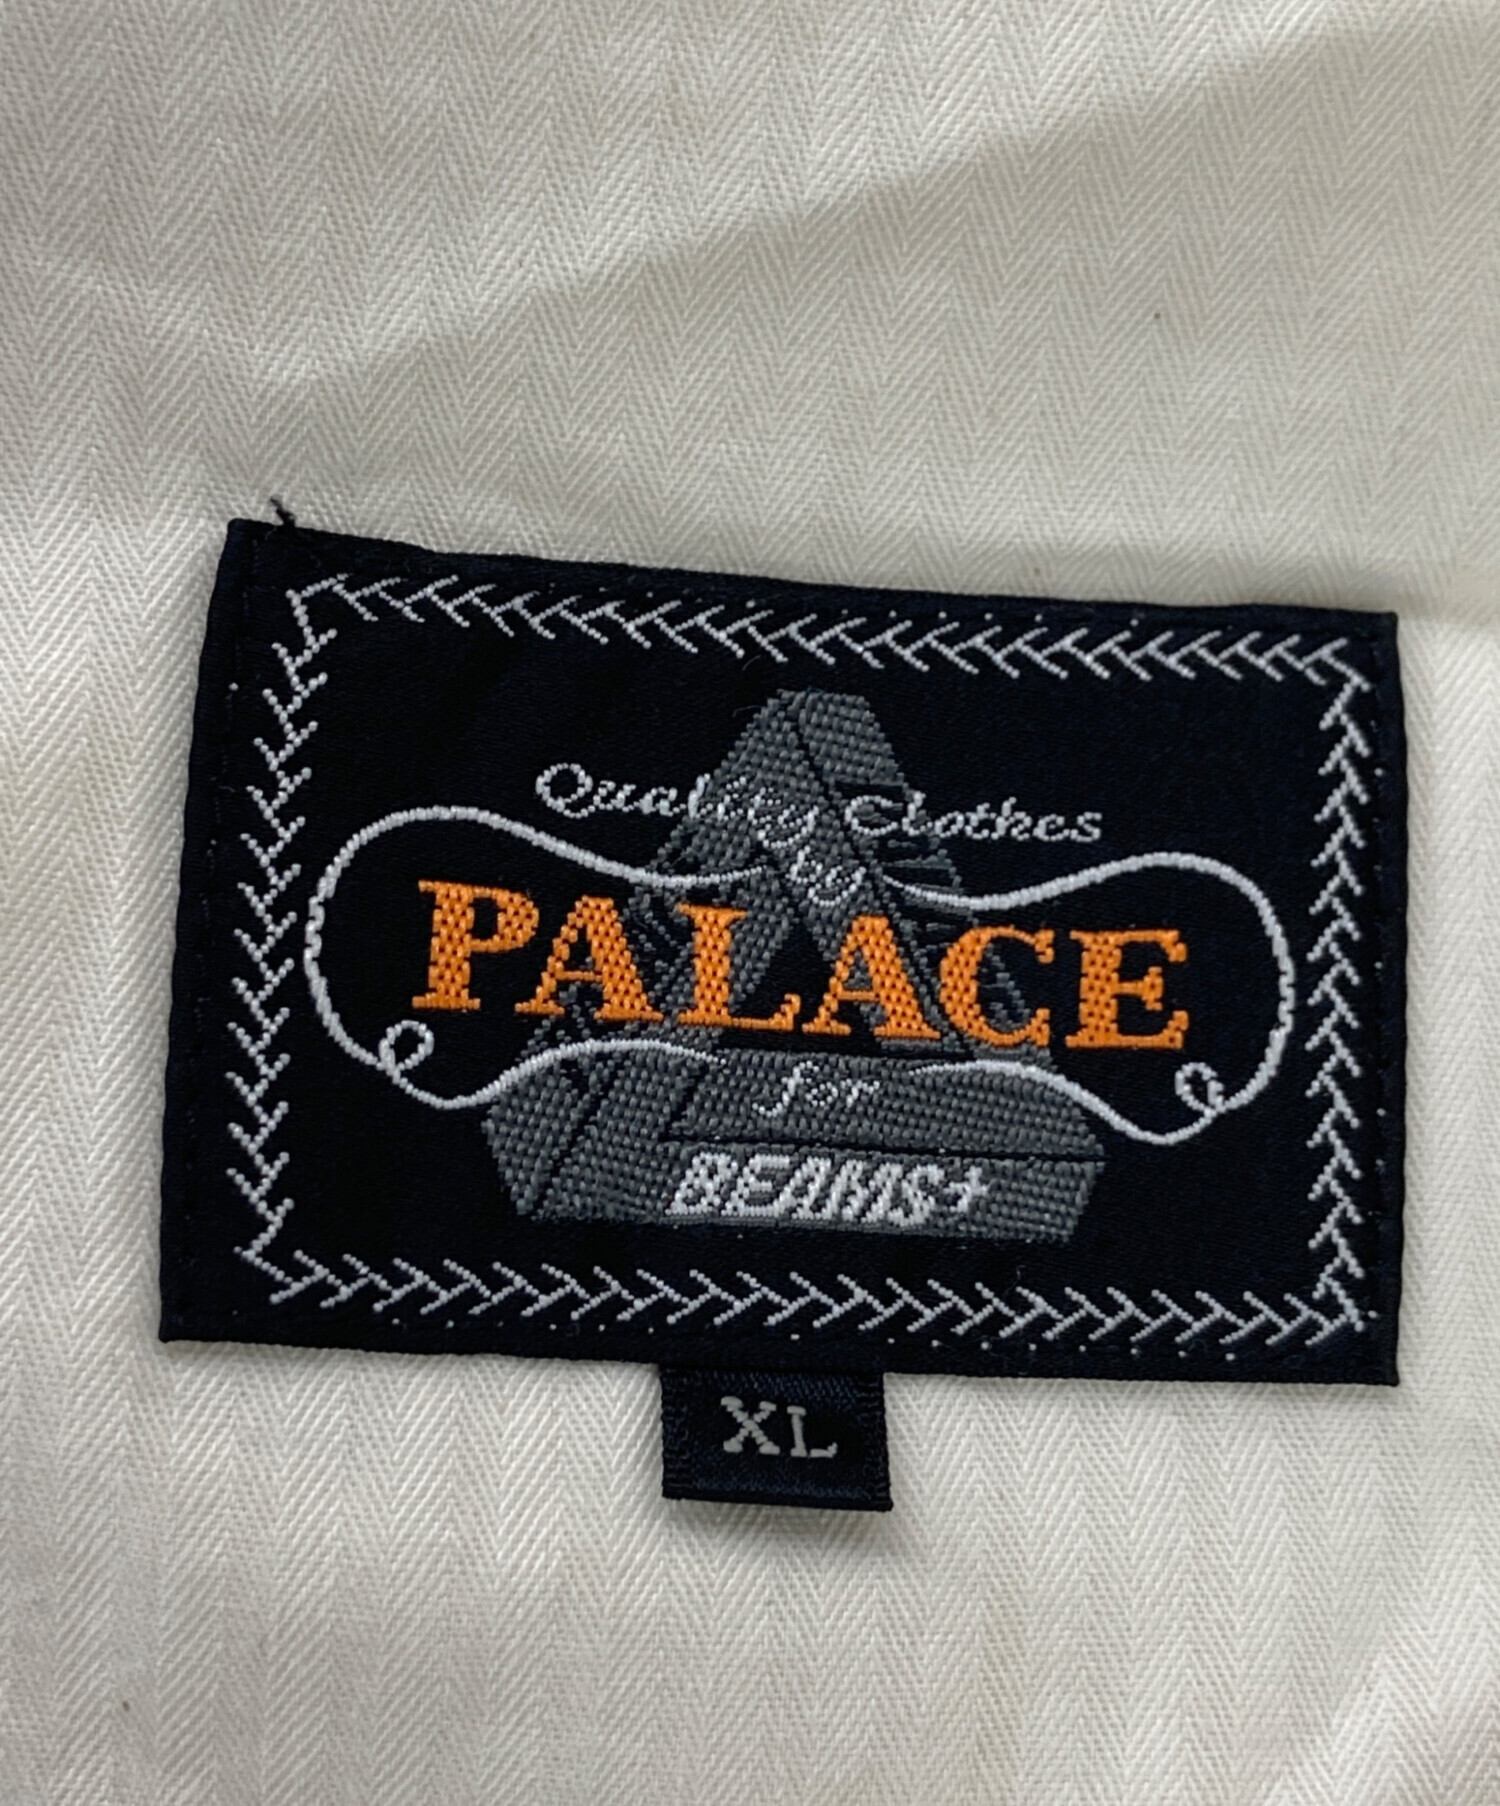 Quality Clothes
by
PALACE
for
BEAMS+
XL